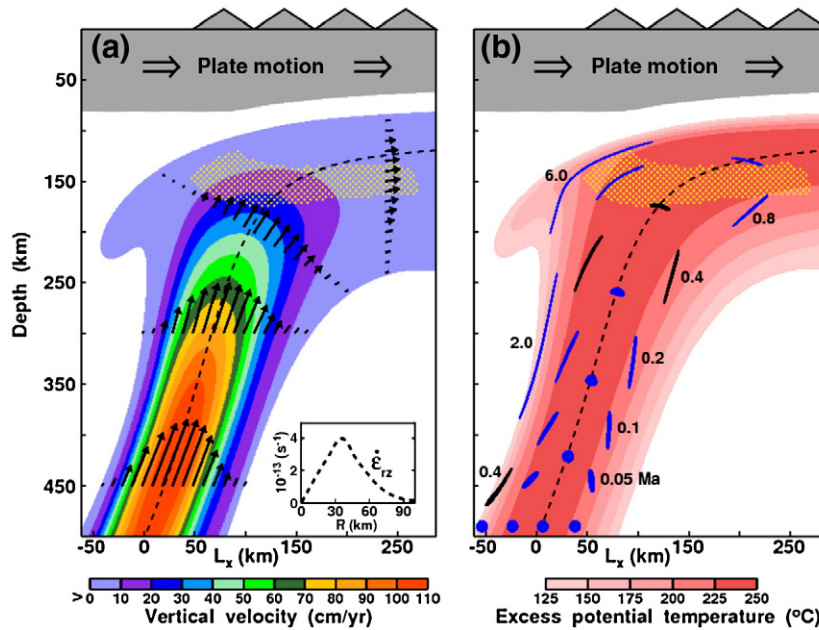 (a)
Plate motion
(b)
Plate motion
50
150
250
350
450
Depth (km)
10⁻¹³ (s⁻¹)
4
2
0
ε̇rz
0 30 60 90
R (km)
-50 0 50 150 250
Lx (km)
>0 10 20 30 40 50 60 70 80 90 100 110
Vertical velocity (cm/yr)
6.0
0.8
0.4
2.0
0.2
0.1
0.4
0.05 Ma
-50 0 50 150 250
Lx (km)
125 150 175 200 225 250
Excess potential temperature (°C)